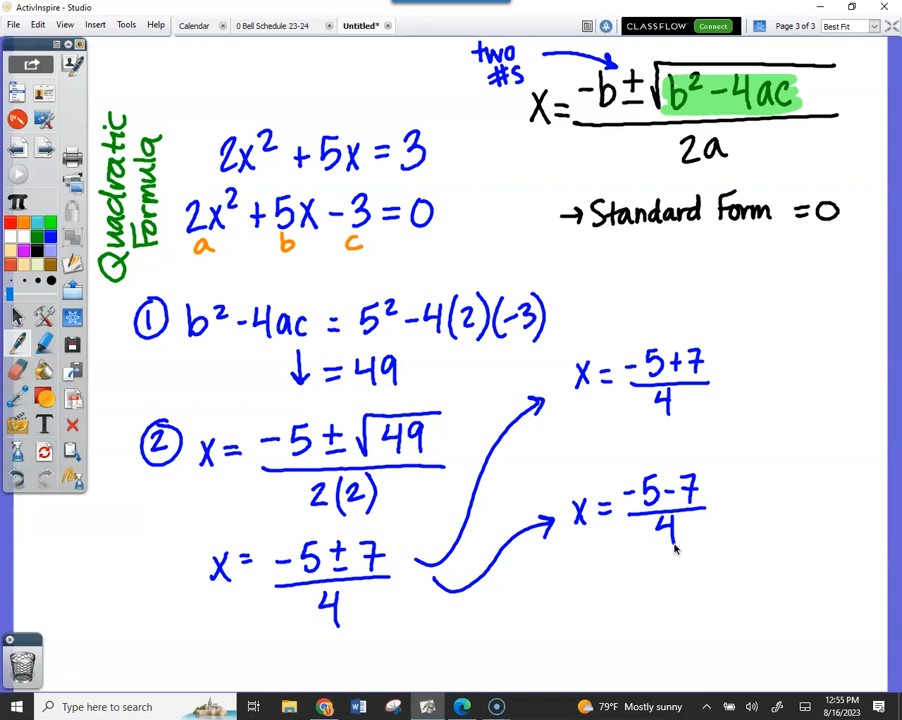 ActivInspire - Studio
File Edit View Insert Tools Help
Calendar
0 Bell Schedule 23-24
Untitled*
CLASSFLOW Connect
Page 3 of 3
Best Fit
two
#s
x = -b ± √b² - 4ac / 2a
Quadratic
Formula
2x² + 5x = 3
2x² + 5x - 3 = 0
a b c
→ Standard Form = 0
① b² - 4ac = 5² - 4(2)(-3)
↓ = 49
② x = -5 ± √49 / 2(2)
x = -5 ± 7 / 4
x = -5 + 7 / 4
x = -5 - 7 / 4
Type here to search
79°F Mostly sunny
12:55 PM
8/16/2023